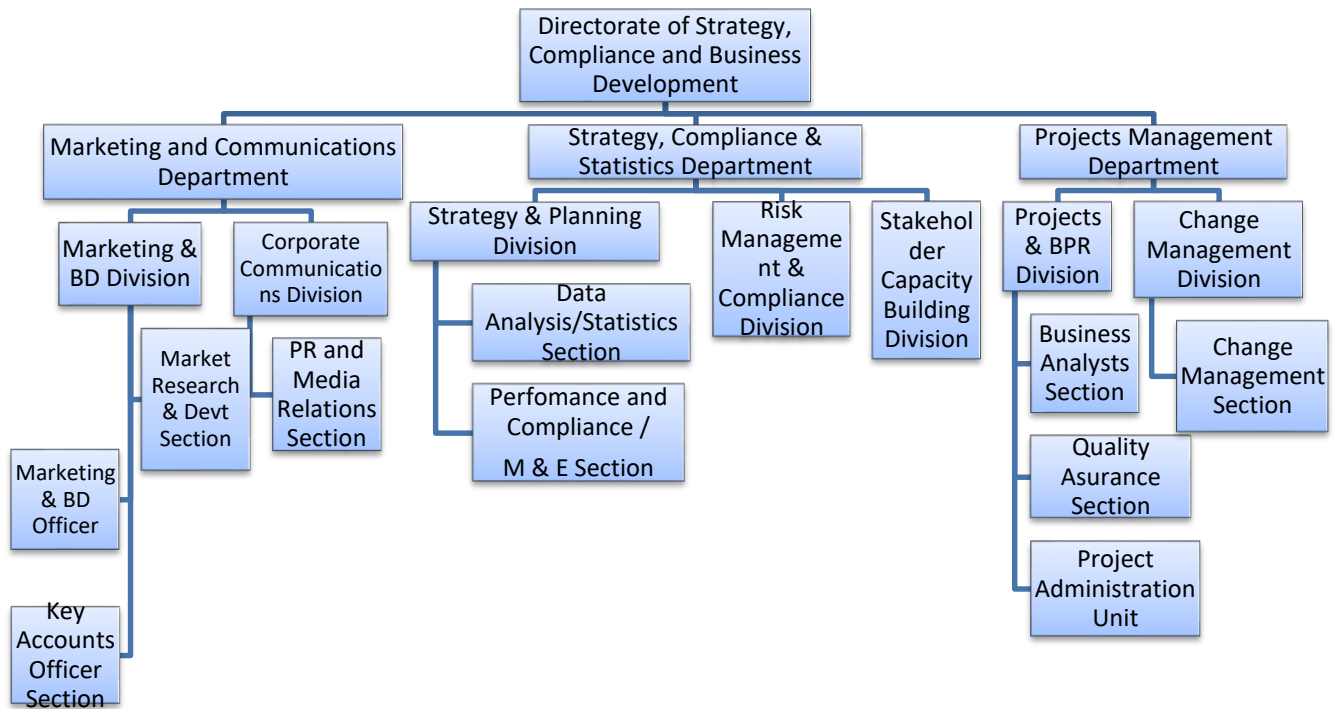 Directorate of Strategy,
Compliance and Business
Development
Marketing and Communications
Department
Strategy, Compliance &
Statistics Department
Projects Management
Department
Marketing &
BD Division
Corporate
Communicatio
ns Division
Strategy & Planning
Division
Risk
Manageme
nt &
Compliance
Division
Stakehol
der
Capacity
Building
Division
Projects
& BPR
Division
Change
Management
Division
Market
Research
& Devt
Section
PR and
Media
Relations
Section
Data
Analysis/Statistics
Section
Business
Analysts
Section
Change
Management
Section
Marketing
& BD
Officer
Perfomance and
Compliance /
M & E Section
Quality
Asurance
Section
Key
Accounts
Officer
Section
Project
Administration
Unit